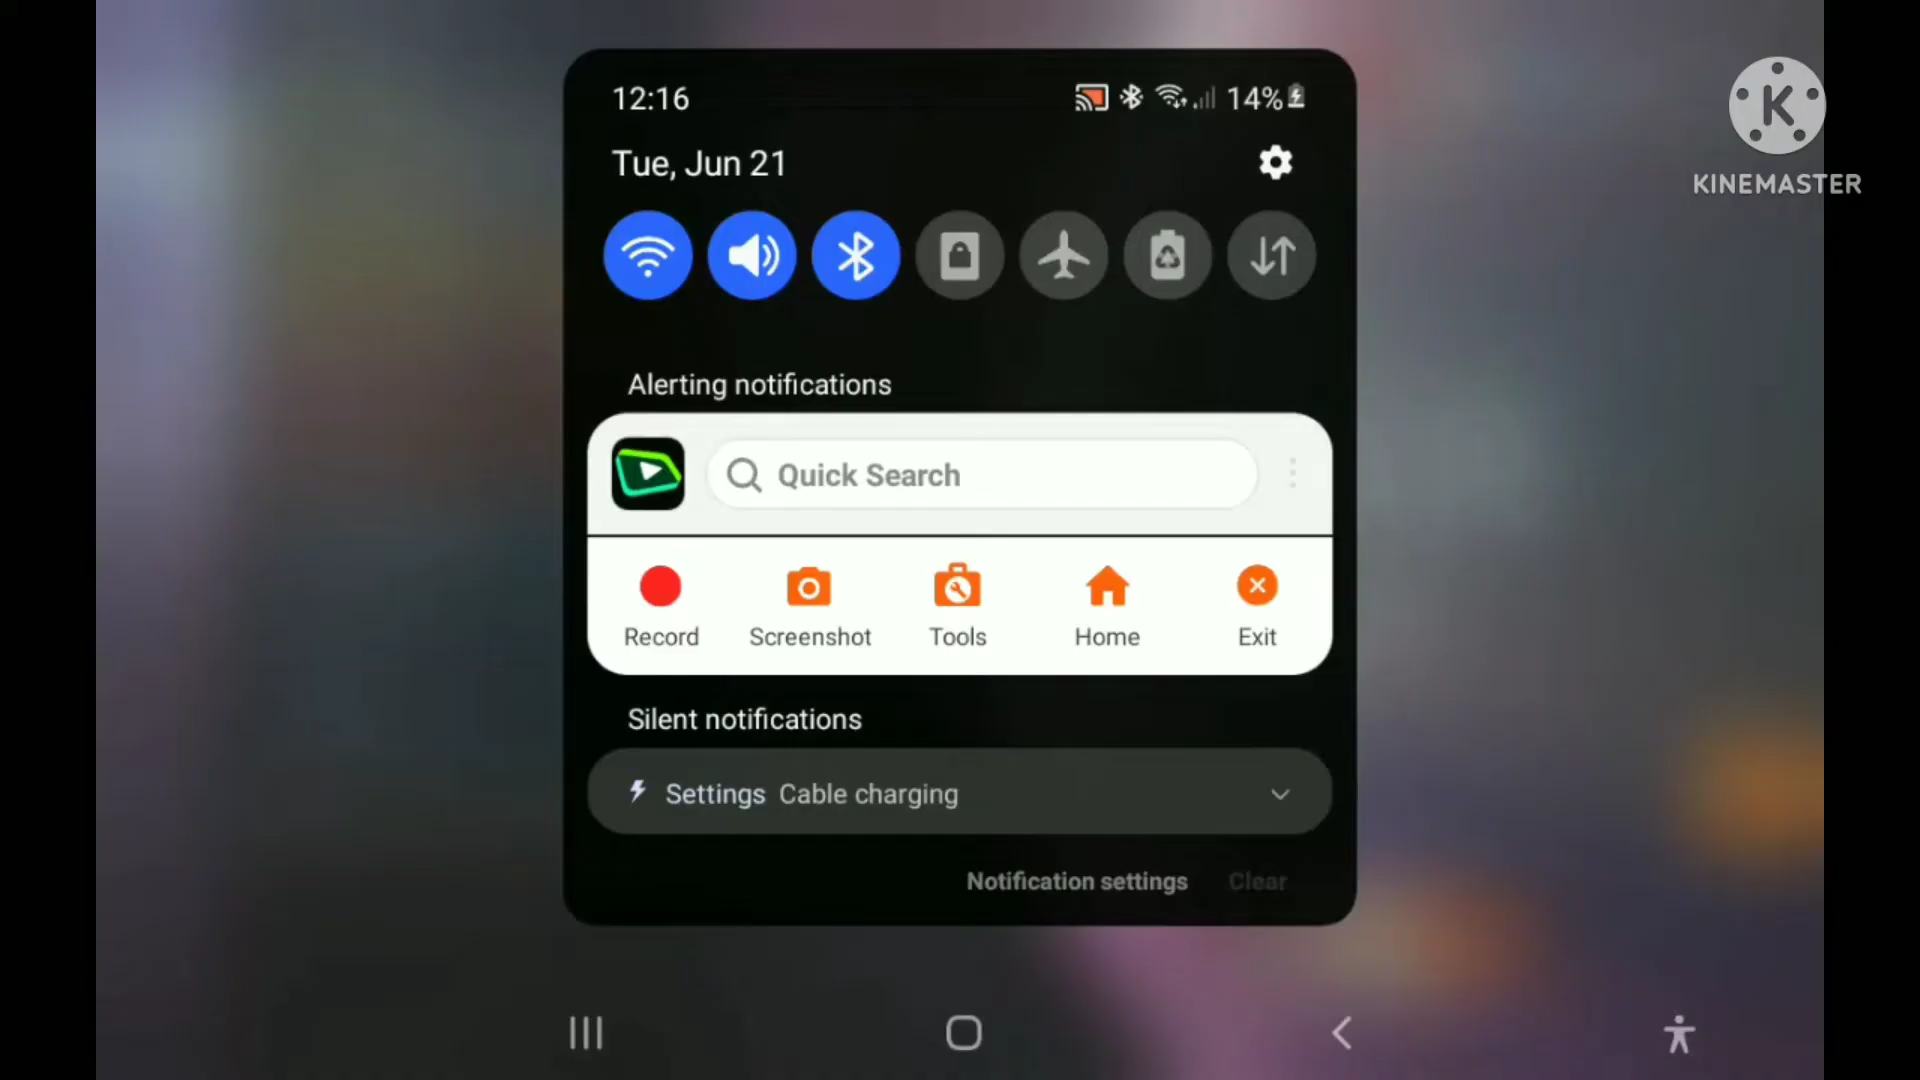 12:16 14%
Tue, Jun 21
K
KINEMASTER
Alerting notifications
Quick Search
Record Screenshot Tools Home Exit
Silent notifications
Settings Cable charging
Notification settings Clear